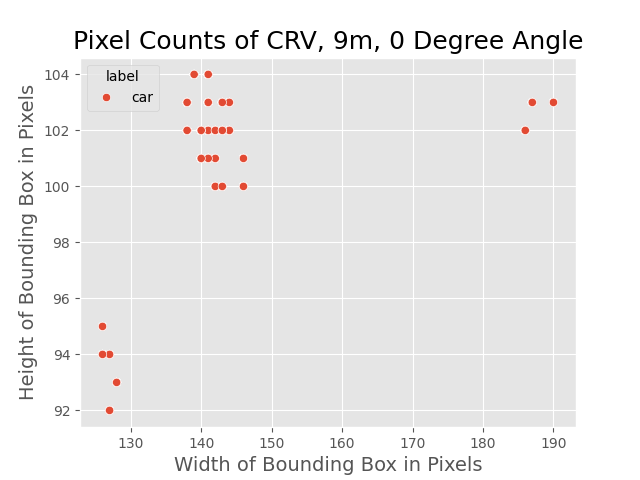 Pixel Counts of CRV, 9m, 0 Degree Angle
label
car
Height of Bounding Box in Pixels
104
102
100
98
96
94
92
130 140 150 160 170 180 190
Width of Bounding Box in Pixels